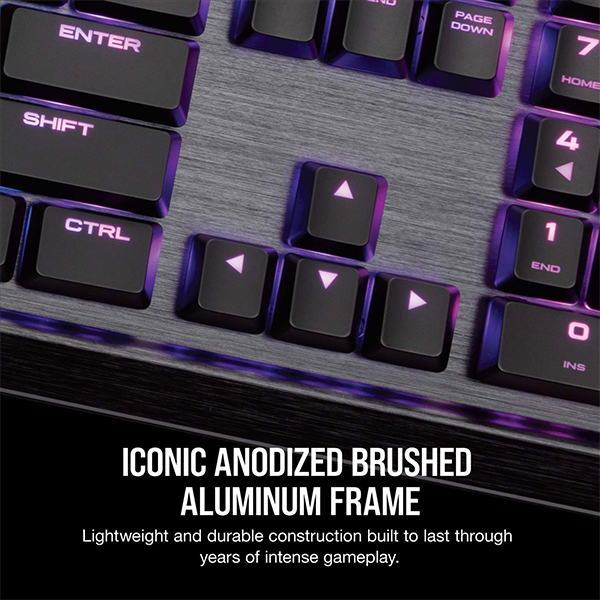 ENTER
END
PAGE
DOWN
7
HOME
SHIFT
4
CTRL
1
END
0
INS
ICONIC ANODIZED BRUSHED
ALUMINUM FRAME
Lightweight and durable construction built to last through
years of intense gameplay.